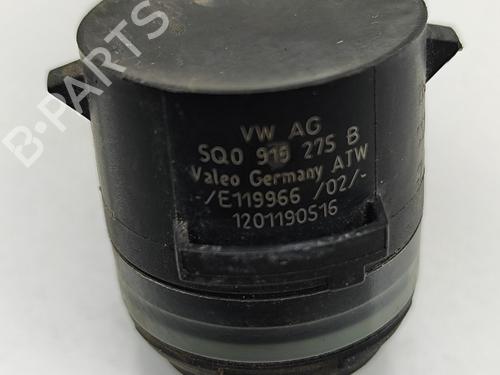 B-PARTS
VW AG
5Q0 919 275 B
Valeo Germany ATW
-/E119966 /02/-
1201190516